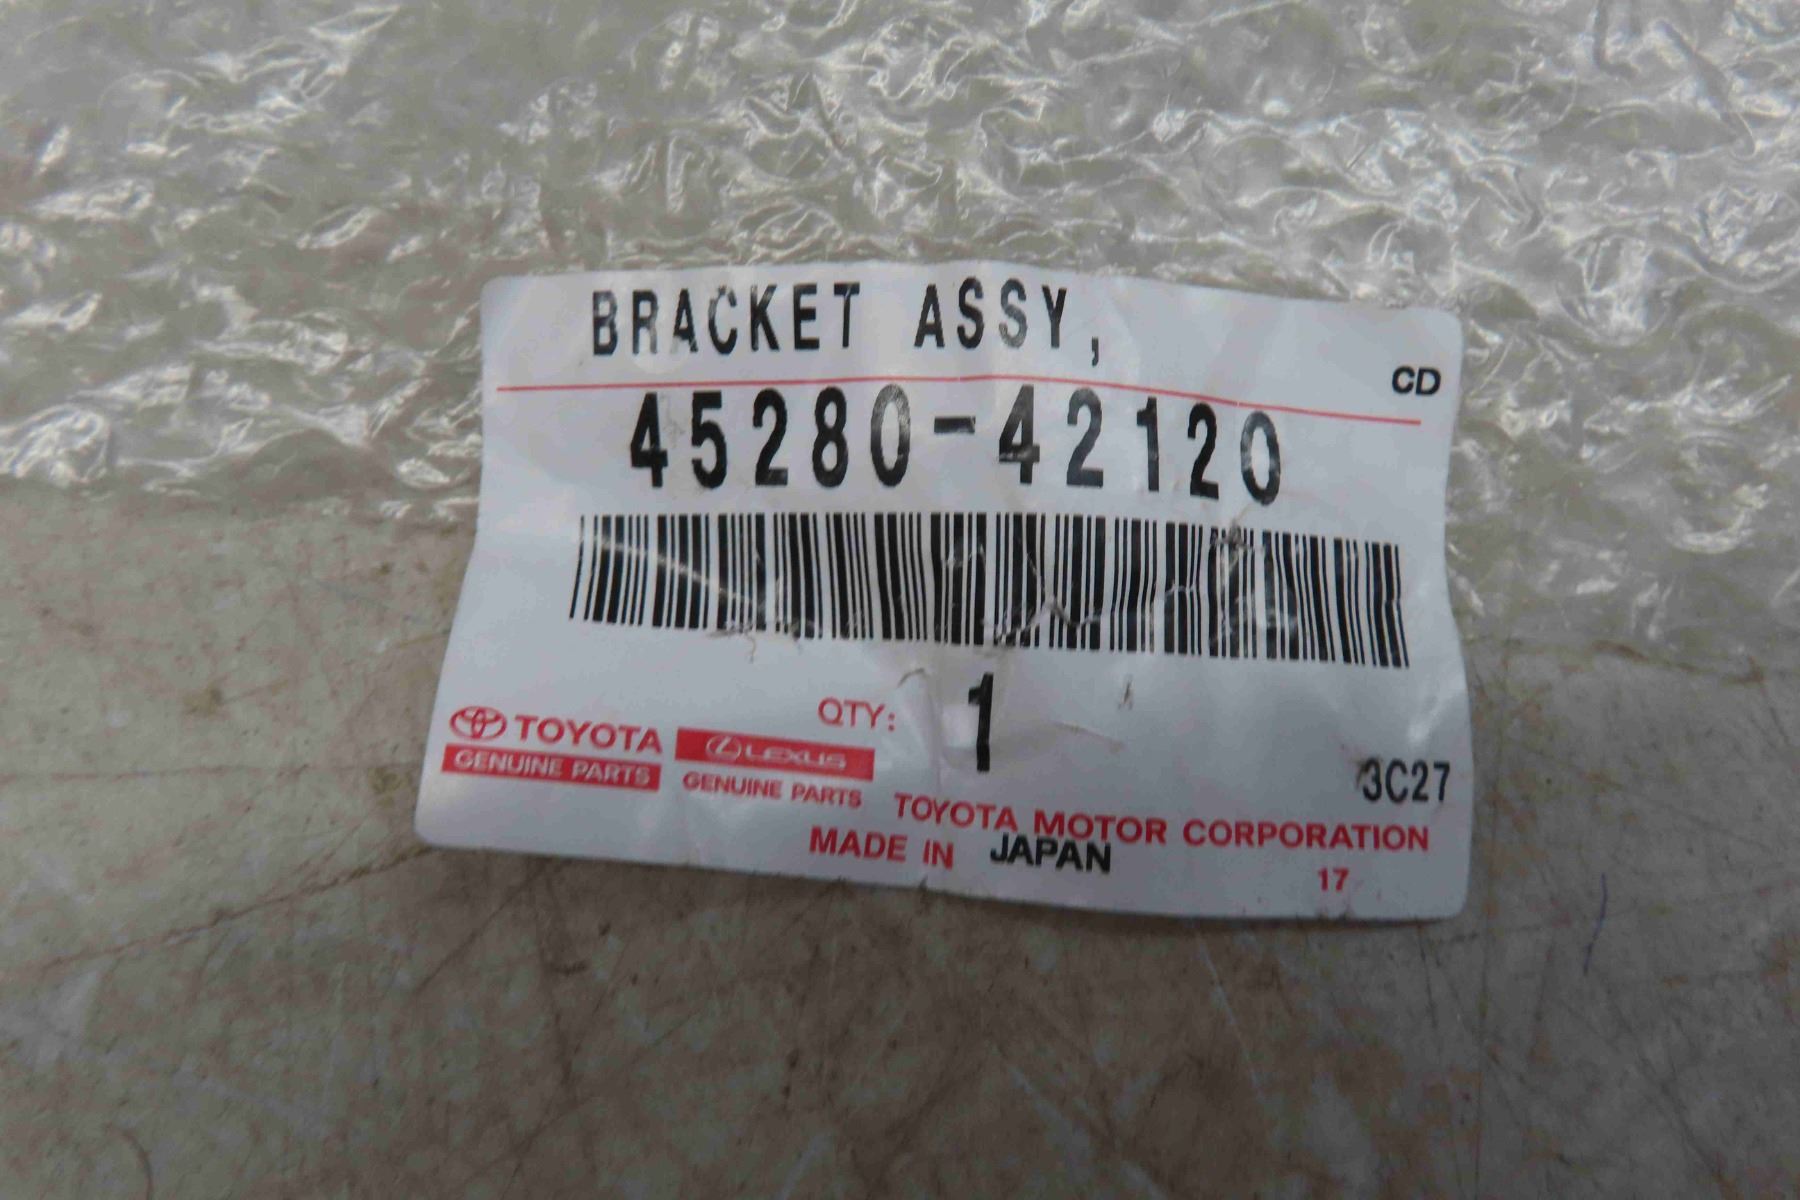 BRACKET ASSY,
CD
45280-42120
QTY: 1
TOYOTA LEXUS
GENUINE PARTS GENUINE PARTS
3C27
TOYOTA MOTOR CORPORATION
MADE IN JAPAN
17